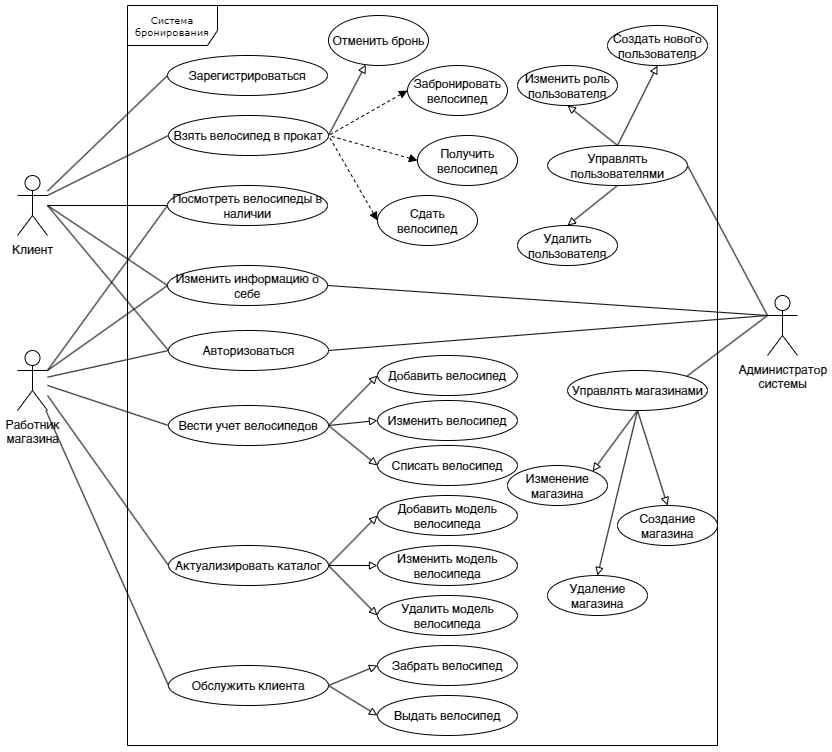 Система
бронирования
Отменить бронь
Создать нового
пользователя
Зарегистрироваться
Забронировать
велосипед
Изменить роль
пользователя
Взять велосипед в прокат
Получить
велосипед
Управлять
пользователями
Посмотреть велосипеды в
наличии
Сдать
велосипед
Удалить
пользователя
Клиент
Изменить информацию о
себе
Авторизоваться
Администратор
системы
Добавить велосипед
Управлять магазинами
Работник
магазина
Вести учет велосипедов
Изменить велосипед
Списать велосипед
Изменение
магазина
Добавить модель
велосипеда
Создание
магазина
Актуализировать каталог
Изменить модель
велосипеда
Удаление
магазина
Удалить модель
велосипеда
Обслужить клиента
Забрать велосипед
Выдать велосипед